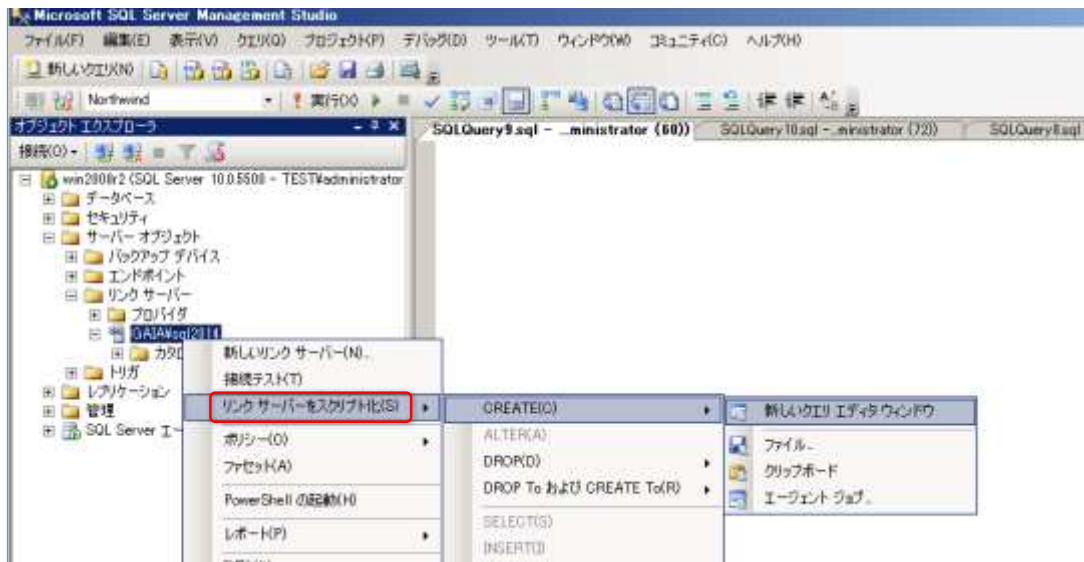 Microsoft SQL Server Management Studio
ファイル(F) 編集(E) 表示(V) クエリ(Q) プロジェクト(P) デバッグ(D) ツール(T) ウィンドウ(W) コミュニティ(C) ヘルプ(H)
新しいクエリ(N)
Northwind 実行(X)
オブジェクト エクスプローラ
SQLQuery9.sql - ...ministrator (60)) SQLQuery10.sql - ...ministrator (72)) SQLQuery8.sql
接続(O)
win2008r2 (SQL Server 10.0.5500 - TEST¥administrator
データベース
セキュリティ
サーバー オブジェクト
バックアップ デバイス
エンドポイント
リンク サーバー
プロバイダ
GAIA¥sql2014
カタロ
トリガ
レプリケーション
管理
SQL Server エー
新しいリンク サーバー(N)...
接続テスト(T)
リンク サーバーをスクリプト化(S)
ポリシー(O)
ファセット(A)
PowerShell の起動(H)
レポート(P)
CREATE(C)
ALTER(A)
DROP(D)
DROP To および CREATE To(R)
SELECT(S)
INSERT(I)
新しいクエリ エディタ ウィンドウ
ファイル...
クリップボード
エージェント ジョブ...